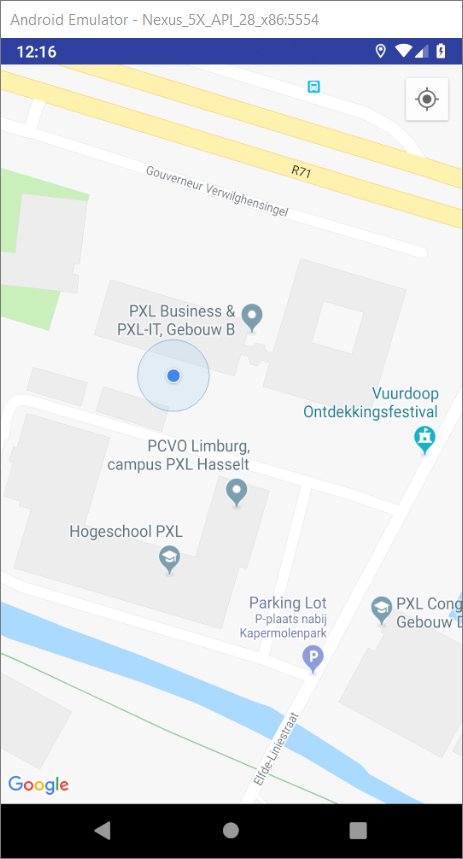 Android Emulator - Nexus_5X_API_28_x86:5554
12:16
R71
Gouverneur Verwilghensingel
PXL Business &
PXL-IT, Gebouw B
Vuurdoop
Ontdekkingsfestival
PCVO Limburg,
campus PXL Hasselt
Hogeschool PXL
Parking Lot
P-plaats nabij
Kapermolenpark
P
PXL Cong
Gebouw D
Elfde-Liniestraat
Google